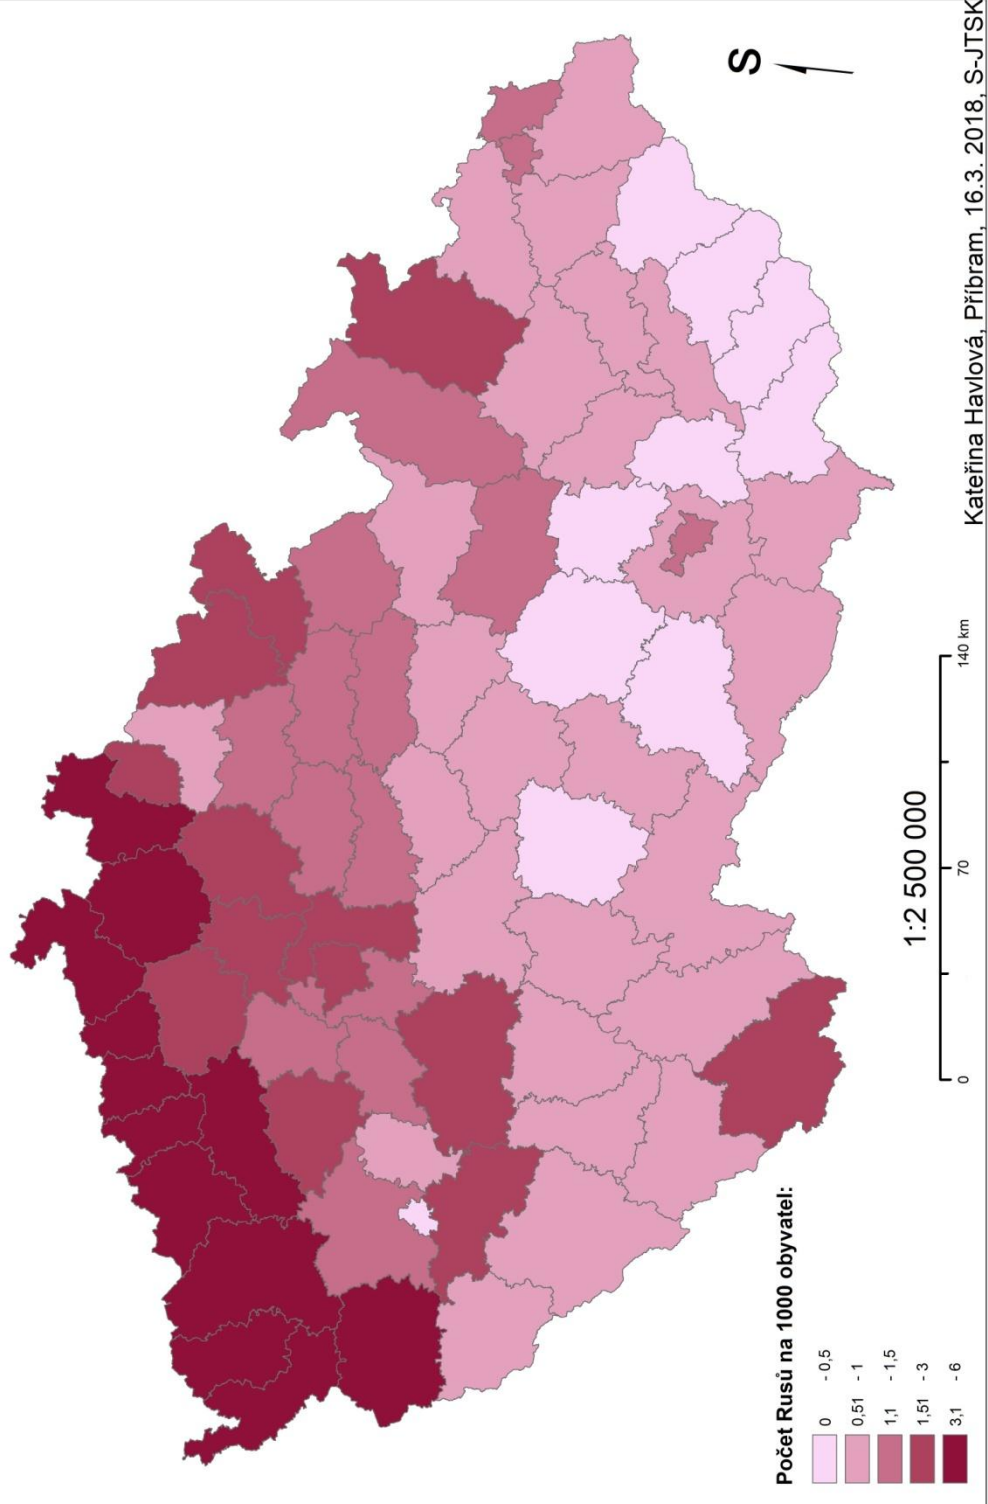 S
Počet Rusů na 1000 obyvatel:
0 - 0,5
0,51 - 1
1,1 - 1,5
1,51 - 3
3,1 - 6
1:2 500 000
0 70 140 km
Kateřina Havlová, Příbram, 16.3. 2018, S-JTSK